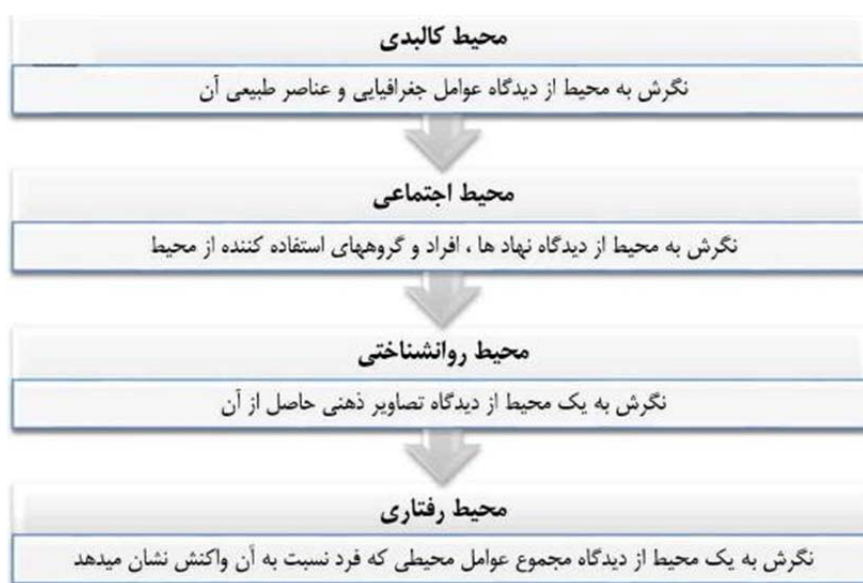 محیط کالبدی
نگرش به محیط از دیدگاه عوامل جغرافیایی و عناصر طبیعی آن
محیط اجتماعی
نگرش به محیط از دیدگاه نهاد ها ، افراد و گروههای استفاده کننده از محیط
محیط روانشناختی
نگرش به یک محیط از دیدگاه تصاویر ذهنی حاصل از آن
محیط رفتاری
نگرش به یک محیط از دیدگاه مجموع عوامل محیطی که فرد نسبت به آن واکنش نشان میدهد